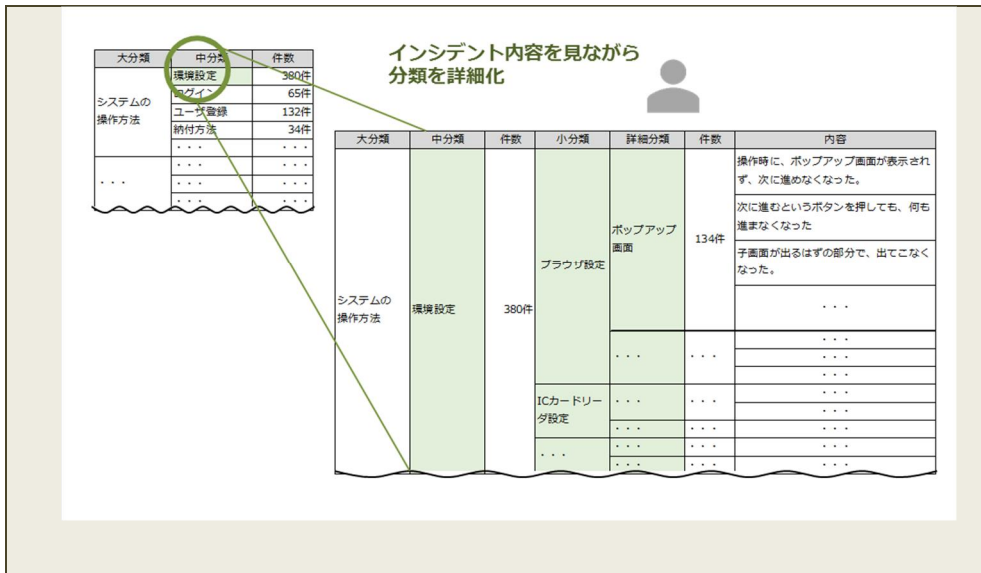 インシデント内容を見ながら
分類を詳細化
大分類 中分類 件数
システムの
操作方法
環境設定 380件
ログイン 65件
ユーザ登録 132件
納付方法 34件
・・・ ・・・
・・・
・・・ ・・・
・・・ ・・・
・・・ ・・・
大分類 中分類 件数 小分類 詳細分類 件数 内容
システムの
操作方法
環境設定
380件
ブラウザ設定
ポップアップ
画面
134件
操作時に、ポップアップ画面が表示され
ず、次に進めなくなった。
次に進むというボタンを押しても、何も
進まなくなった
子画面が出るはずの部分で、出てこなく
なった。
・・・
・・・ ・・・ ・・・
・・・
・・・
ICカードリー
ダ設定
・・・ ・・・ ・・・
・・・
・・・ ・・・ ・・・
・・・
・・・ ・・・ ・・・
・・・ ・・・ ・・・